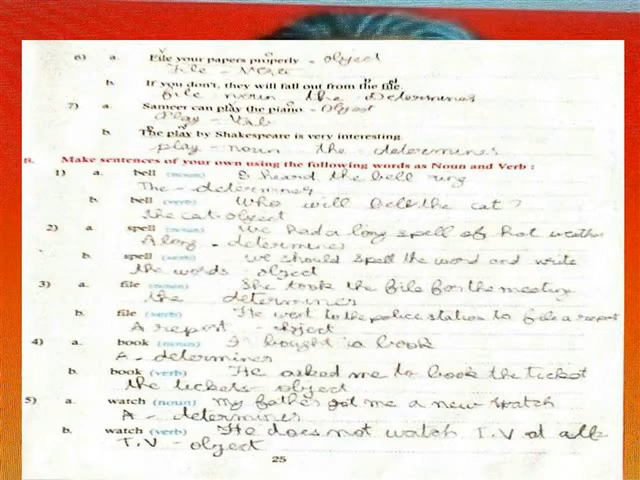 6) a. File your papers properly - object
File - Verb
b. If you don't, they will fall out from the file.
file noun the Determiner
7) a. Sameer can play the piano. - Object
Play - Verb
b. The play by Shakespeare is very interesting
play - noun the determiner
B. Make sentences of your own using the following words as Noun and Verb :
1) a. bell (noun) I heard the bell ring
The - determiner
b. bell (verb) Who will bell the cat?
the cat - object
2) a. spell (noun) We had a long spell of hot weather
A long - determiner
b. spell (verb) We should spell the word and write
the words - object
3) a. file (noun) She took the file for the meeting
the determiner
b. file (verb) He went to the police station to file a report
A report - object
4) a. book (noun) I bought a book
A - determiner
b. book (verb) He asked me to book the ticket
the tickets - object
5) a. watch (noun) My father got me a new watch
A - determiner
b. watch (verb) He does not watch T.V at all
T.V - object
25